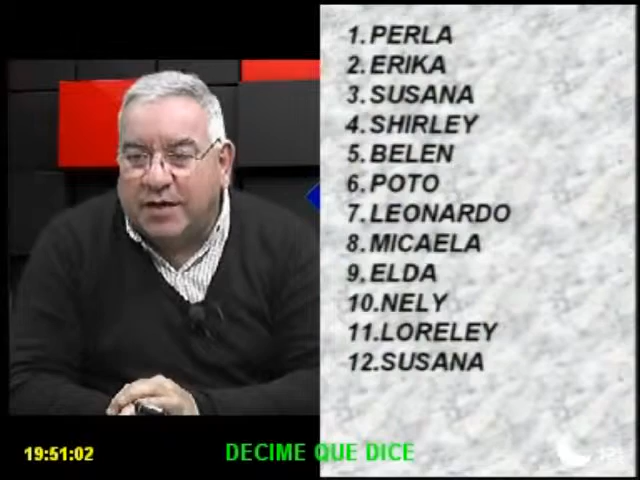 1. PERLA
2. ERIKA
3. SUSANA
4. SHIRLEY
5. BELEN
6. POTO
7. LEONARDO
8. MICAELA
9. ELDA
10.NELY
11.LORELEY
12.SUSANA
19:51:02
DECIME QUE DICE